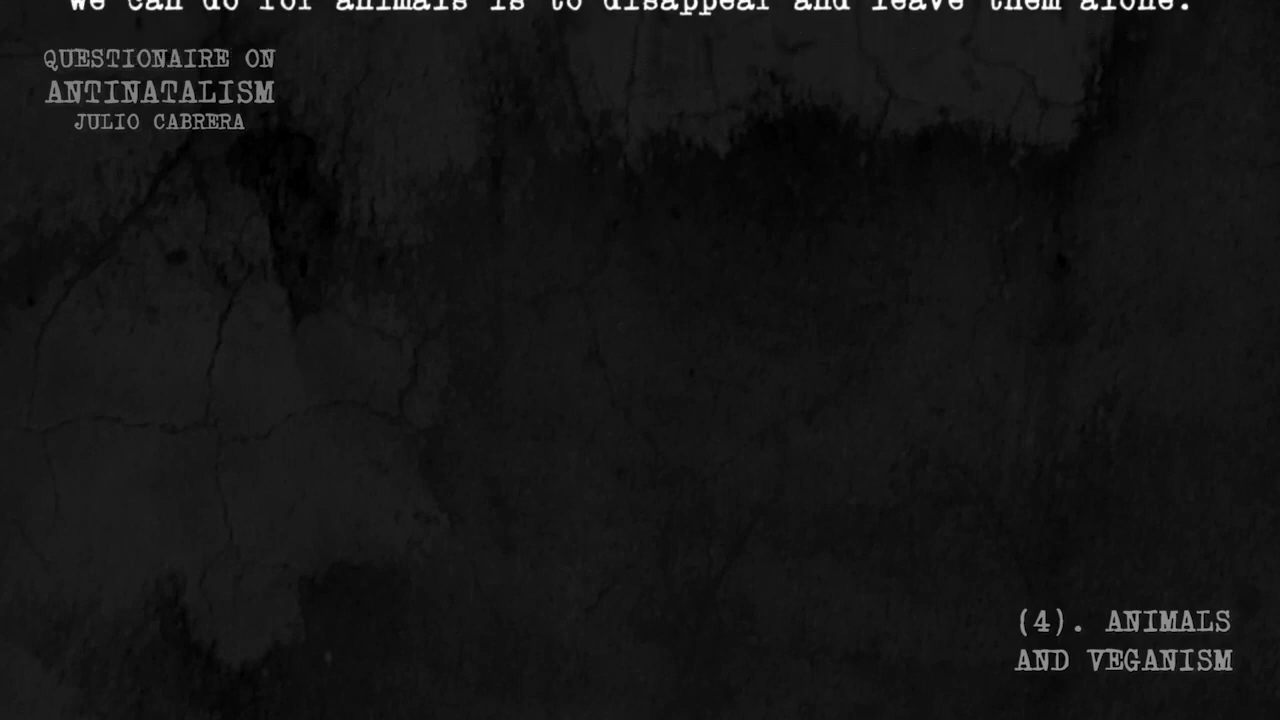 we can do for animals is to disappear and leave them alone.
QUESTIONAIRE ON
ANTINATALISM
JULIO CABRERA
(4). ANIMALS
AND VEGANISM